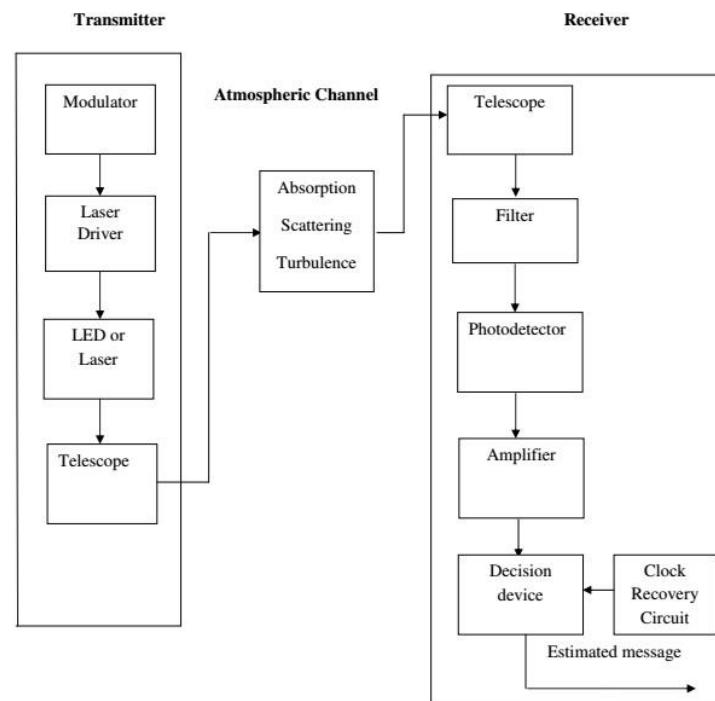 Transmitter
Receiver
Atmospheric Channel
Modulator
Laser
Driver
LED or
Laser
Telescope
Absorption
Scattering
Turbulence
Telescope
Filter
Photodetector
Amplifier
Decision
device
Clock
Recovery
Circuit
Estimated message